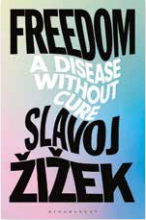 FREEDOM
A DISEASE
WITHOUT
CURE
SLAVOJ
ŽIŽEK
BLOOMSBURY